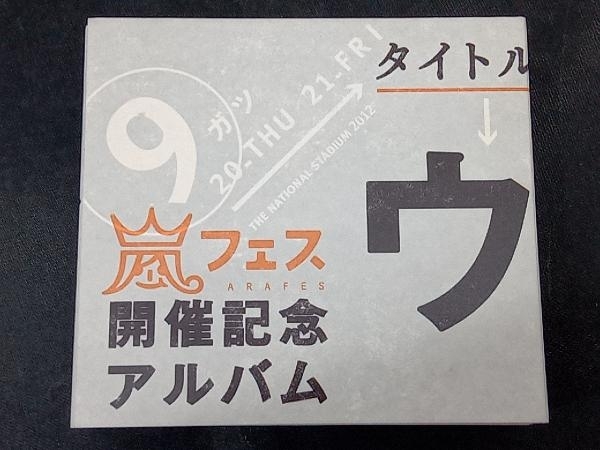 9
ガツ
20-THU 21-FRI
THE NATIONAL STADIUM 2012
タイトル
ウ
嵐フェス
ARAFES
開催記念
アルバム